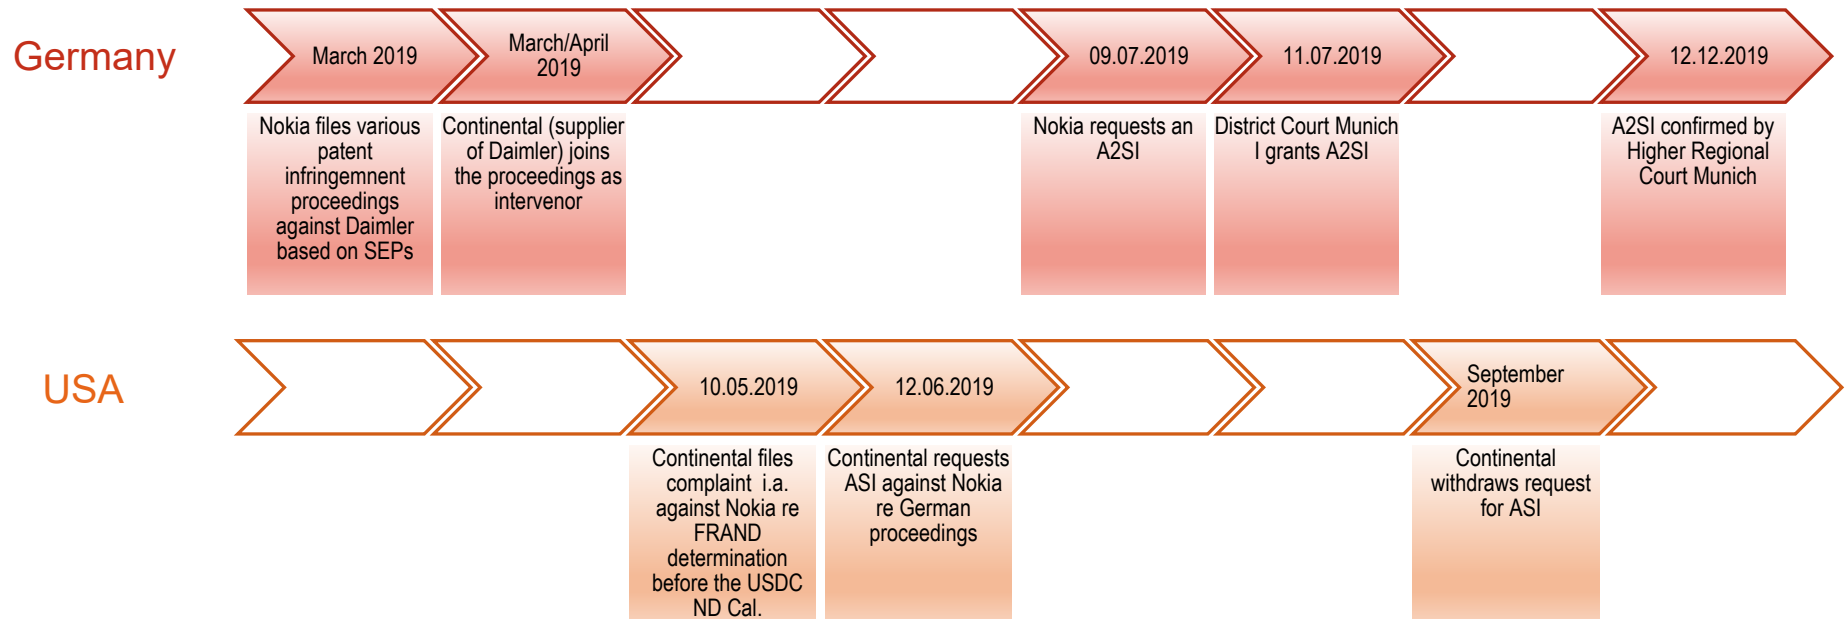 Germany
March 2019
March/April
2019
09.07.2019
11.07.2019
12.12.2019
Nokia files various
patent
infringemnent
proceedings
against Daimler
based on SEPs
Continental (supplier
of Daimler) joins
the proceedings as
intervenor
Nokia requests an
A2SI
District Court Munich
I grants A2SI
A2SI confirmed by
Higher Regional
Court Munich
USA
10.05.2019
12.06.2019
September
2019
Continental files
complaint i.a.
against Nokia re
FRAND
determination
before the USDC
ND Cal.
Continental requests
ASI against Nokia
re German
proceedings
Continental
withdraws request
for ASI